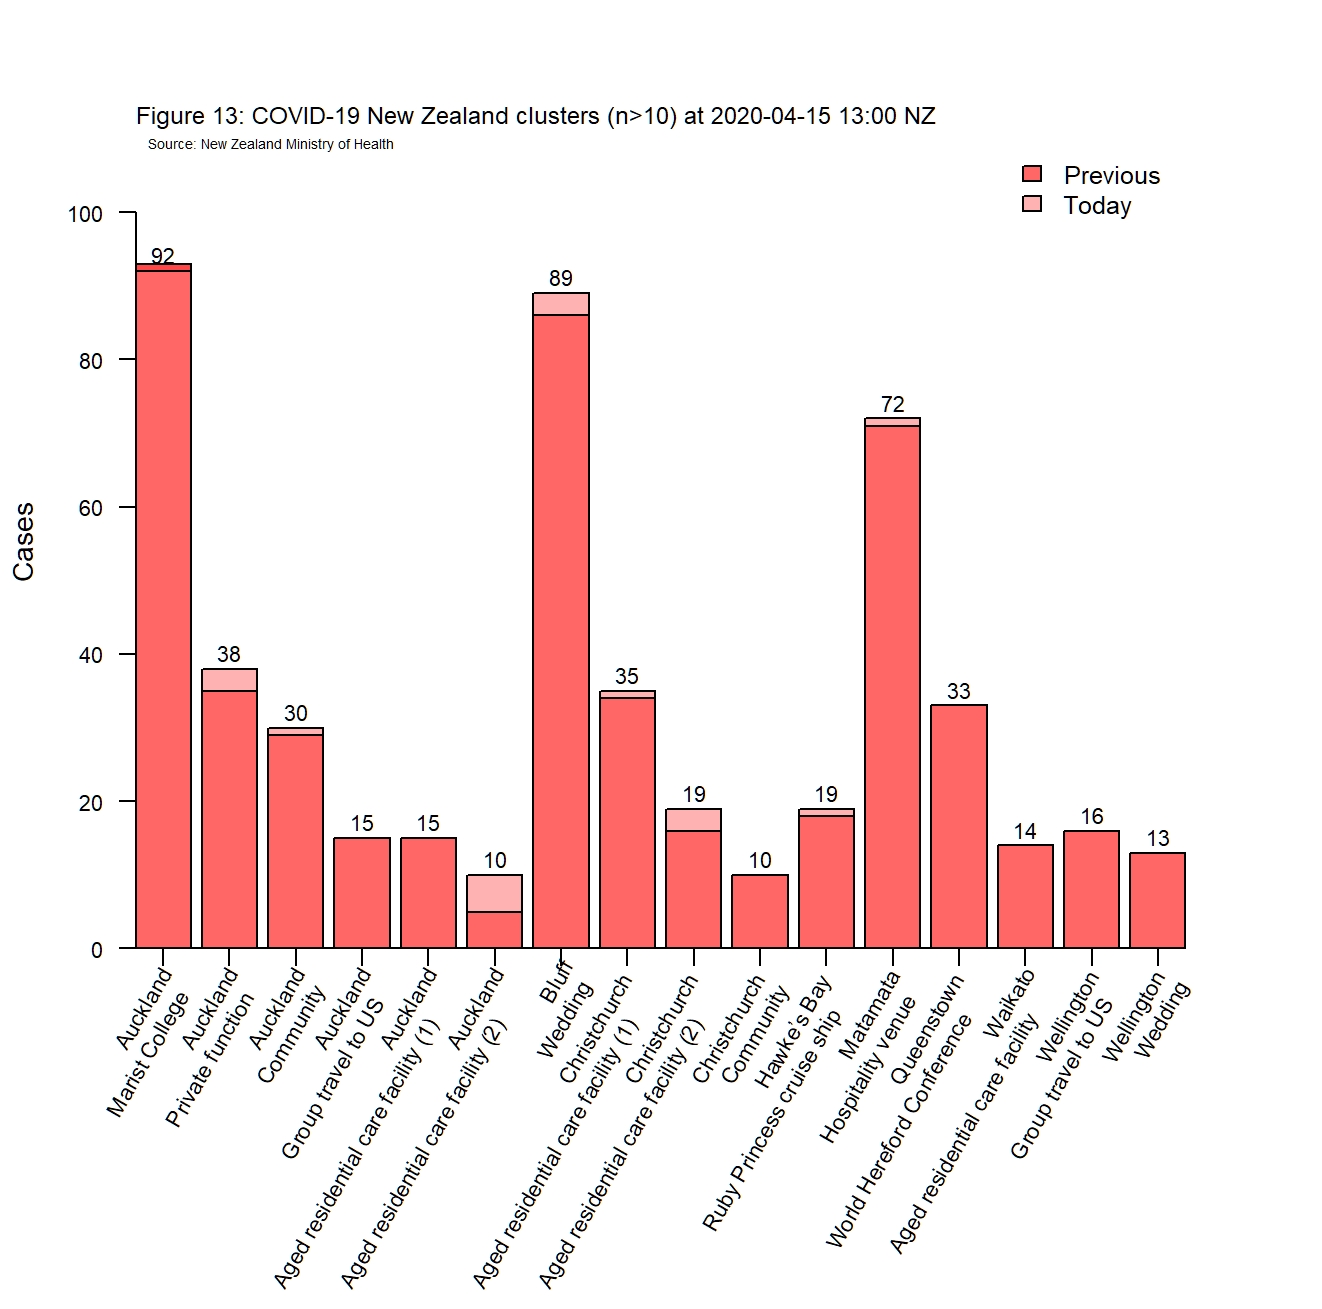 Figure 13: COVID-19 New Zealand clusters (n>10) at 2020-04-15 13:00 NZ
Source: New Zealand Ministry of Health
Previous
Today
Cases
100
80
60
40
20
0
92
38
30
15
15
10
89
35
19
10
19
72
33
14
16
13
Auckland
Marist College
Auckland
Private function
Auckland
Community
Auckland
Group travel to US
Auckland
Aged residential care facility (1)
Auckland
Aged residential care facility (2)
Bluff
Wedding
Christchurch
Aged residential care facility (1)
Christchurch
Aged residential care facility (2)
Christchurch
Community
Hawke's Bay
Ruby Princess cruise ship
Matamata
Hospitality venue
Queenstown
World Hereford Conference
Waikato
Aged residential care facility
Wellington
Group travel to US
Wellington
Wedding